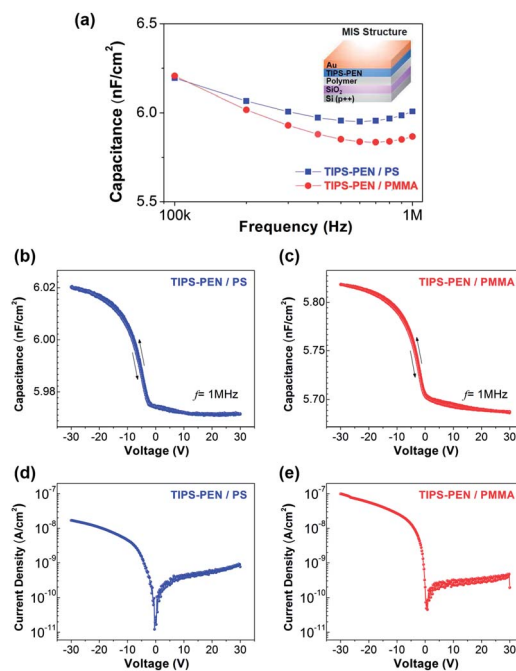 (a)
MIS Structure
Au
TIPS-PEN
Polymer
SiO₂
Si (p++)
TIPS-PEN / PS
TIPS-PEN / PMMA
Capacitance (nF/cm²)
6.5
6.0
5.5
100k
1M
Frequency (Hz)
(b)
TIPS-PEN / PS
f= 1MHz
Capacitance (nF/cm²)
6.02
6.00
5.98
-30 -20 -10 0 10 20 30
Voltage (V)
(c)
TIPS-PEN / PMMA
f= 1MHz
Capacitance (nF/cm²)
5.80
5.75
5.70
-30 -20 -10 0 10 20 30
Voltage (V)
(d)
TIPS-PEN / PS
Current Density (A/cm²)
10⁻⁷
10⁻⁸
10⁻⁹
10⁻¹⁰
10⁻¹¹
-30 -20 -10 0 10 20 30
Voltage (V)
(e)
TIPS-PEN / PMMA
Current Density (A/cm²)
10⁻⁷
10⁻⁸
10⁻⁹
10⁻¹⁰
10⁻¹¹
-30 -20 -10 0 10 20 30
Voltage (V)